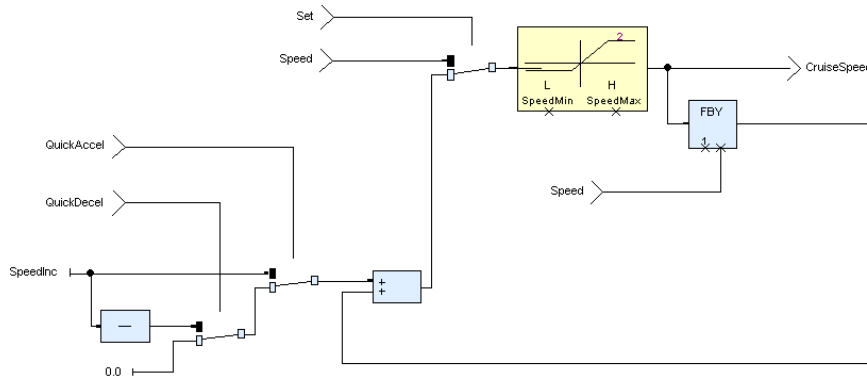 Set
Speed
2
L H
SpeedMin SpeedMax
CruiseSpeed
FBY
1
Speed
QuickAccel
QuickDecel
SpeedInc
+
+
—
0.0